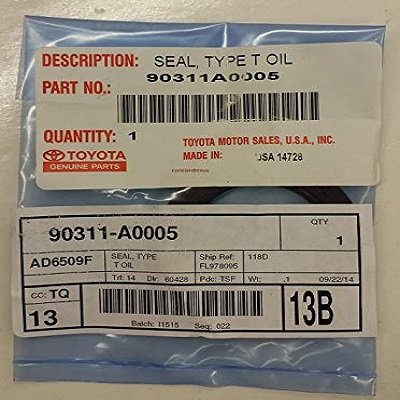 DESCRIPTION: SEAL, TYPE T OIL
PART NO.: 90311A0005
QUANTITY: 1
TOYOTA MOTOR SALES, U.S.A., INC.
TOYOTA
GENUINE PARTS
MADE IN: USA 14728
90311-A0005
QTY
1
AD6509F
SEAL, TYPE
T OIL
Ship Ref:
FL978095
118D
Trf: 14 Dlr: 60428 Pdc: TSF Wt: .1 09/22/14
CC: TQ
13
13B
Batch: I1515 Seq: 022